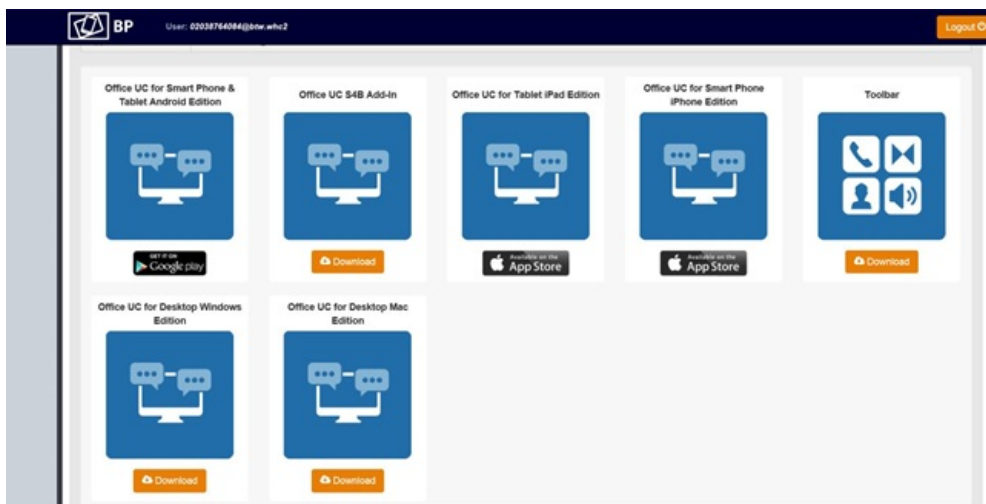 BP
User: 02038764084@btw.whc2
Logout
Office UC for Smart Phone &
Tablet Android Edition
Office UC S4B Add-In
Office UC for Tablet iPad Edition
Office UC for Smart Phone
iPhone Edition
Toolbar
GET IT ON
Google play
Download
Available on the
App Store
Available on the
App Store
Download
Office UC for Desktop Windows
Edition
Office UC for Desktop Mac
Edition
Download
Download